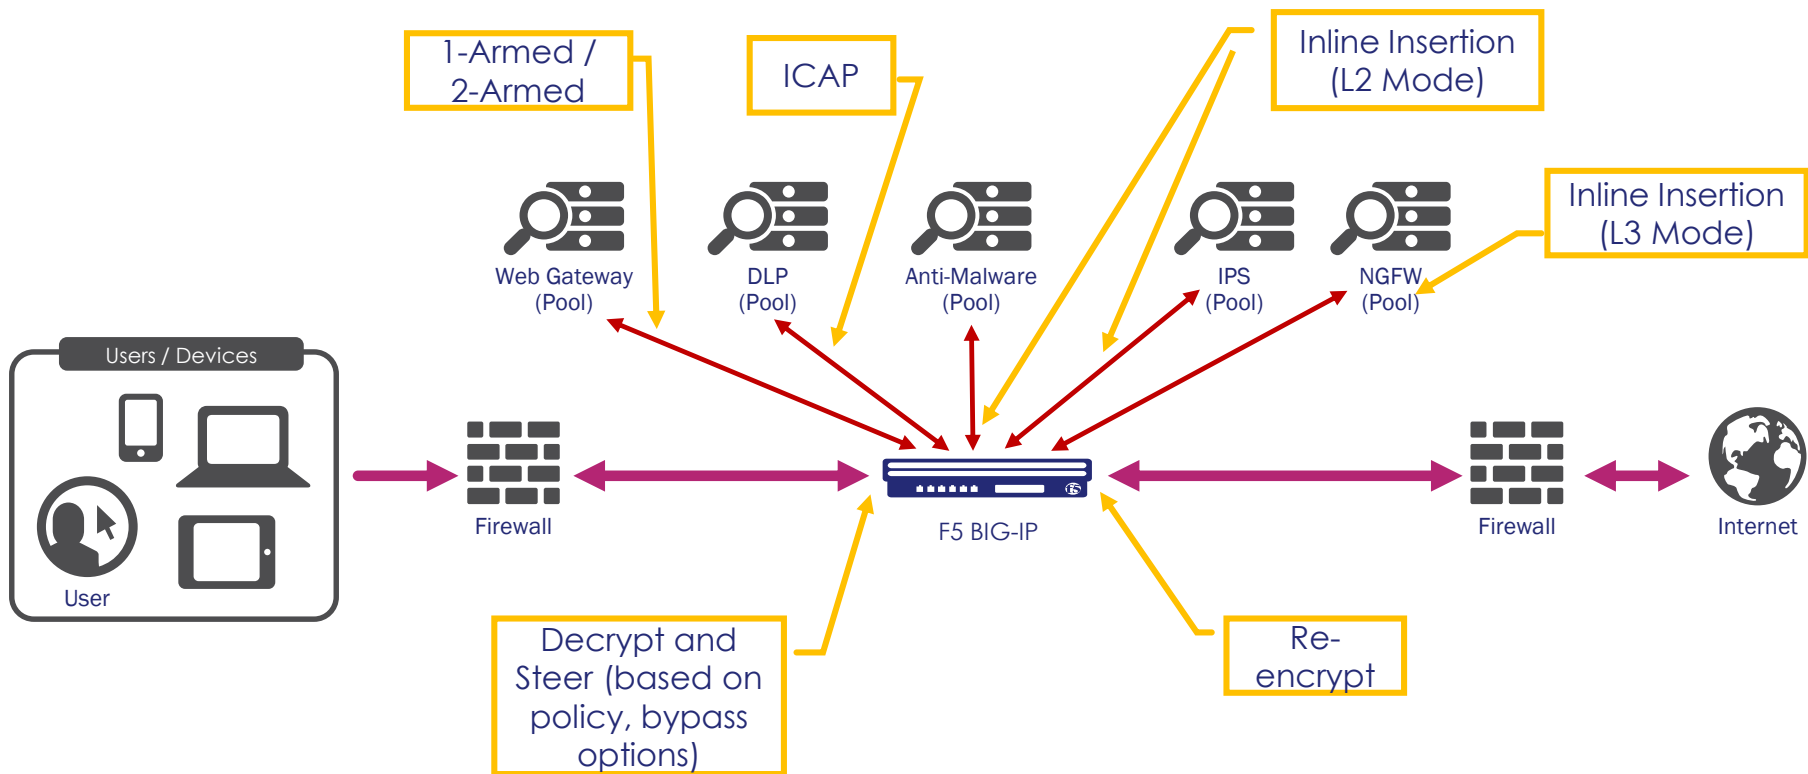 1-Armed /
2-Armed
ICAP
Inline Insertion
(L2 Mode)
Inline Insertion
(L3 Mode)
Web Gateway
(Pool)
DLP
(Pool)
Anti-Malware
(Pool)
IPS
(Pool)
NGFW
(Pool)
Users / Devices
User
Firewall
F5 BIG-IP
Firewall
Internet
Decrypt and
Steer (based on
policy, bypass
options)
Re-
encrypt